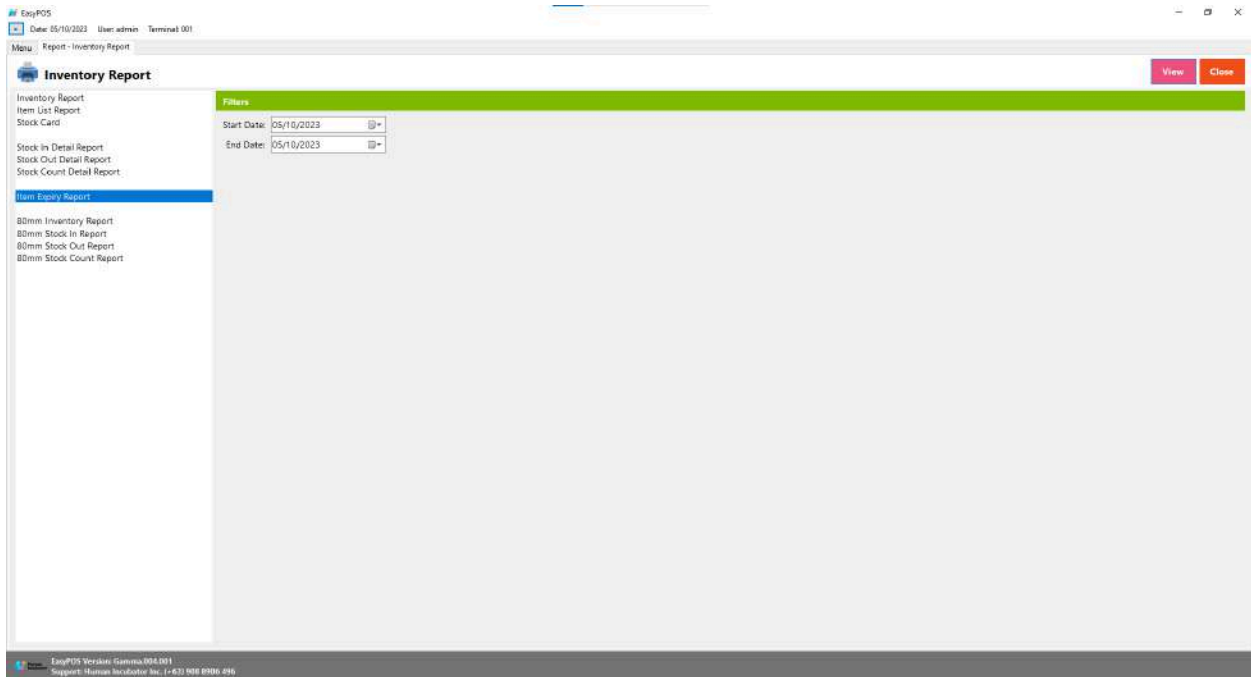 EasyPOS
Date: 05/10/2023 User: admin Terminal: 001
Menu Report - Inventory Report
Inventory Report
View Close
Inventory Report
Item List Report
Stock Card
Stock In Detail Report
Stock Out Detail Report
Stock Count Detail Report
Item Expiry Report
80mm Inventory Report
80mm Stock In Report
80mm Stock Out Report
80mm Stock Count Report
Filters
Start Date: 05/10/2023
End Date: 05/10/2023
EasyPOS Version: Gamma.004.001
Support: Human Incubator Inc. (+63) 908 8906 496